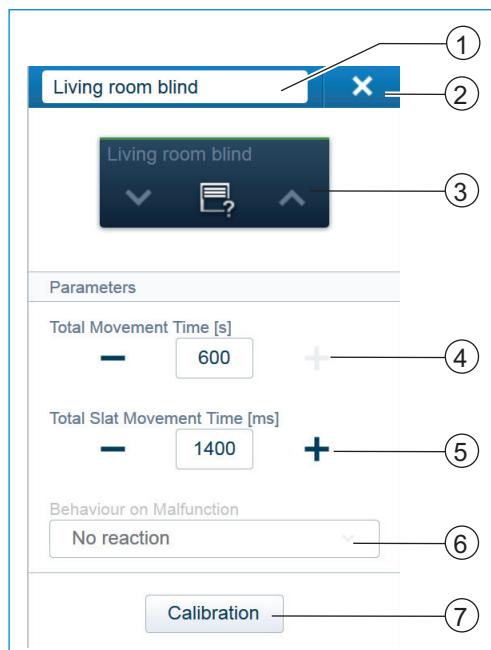 1
Living room blind
2
Living room blind
?
3
Parameters
Total Movement Time [s]
600
4
Total Slat Movement Time [ms]
1400
5
Behaviour on Malfunction
No reaction
6
Calibration
7